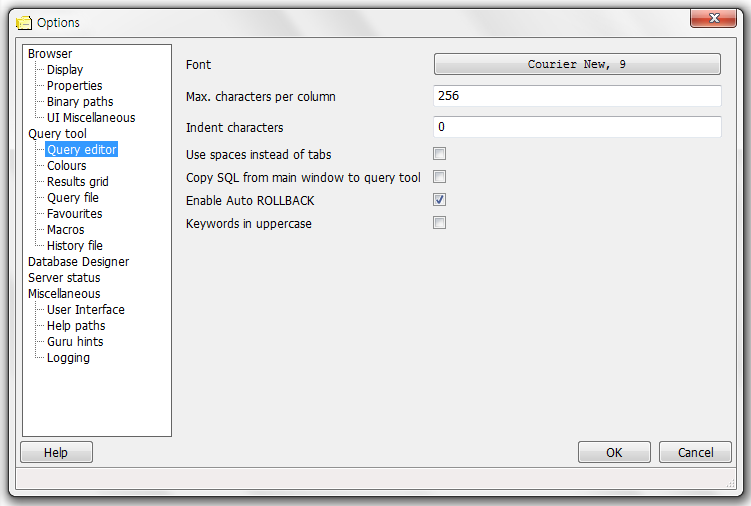 Options
Browser
Display
Properties
Binary paths
UI Miscellaneous
Query tool
Query editor
Colours
Results grid
Query file
Favourites
Macros
History file
Database Designer
Server status
Miscellaneous
User Interface
Help paths
Guru hints
Logging
Font
Courier New, 9
Max. characters per column
256
Indent characters
0
Use spaces instead of tabs
Copy SQL from main window to query tool
Enable Auto ROLLBACK
Keywords in uppercase
Help
OK
Cancel